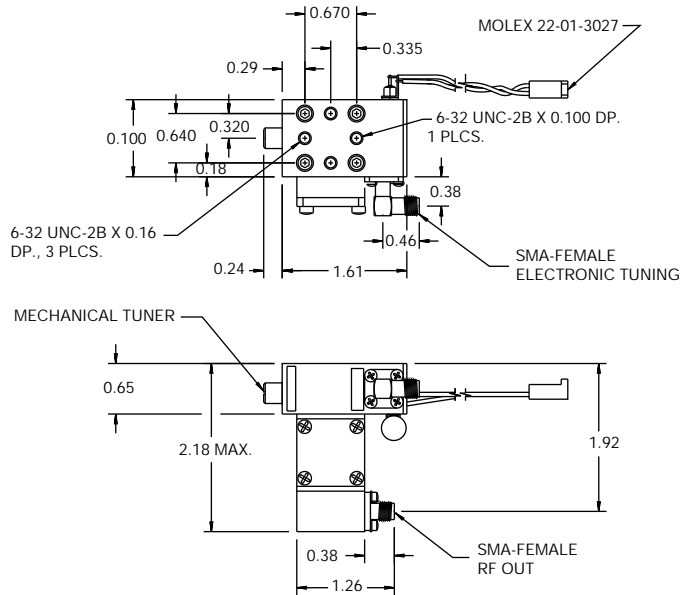 0.670
MOLEX 22-01-3027
0.335
0.29
6-32 UNC-2B X 0.100 DP.
1 PLCS.
0.100
0.640
0.320
0.18
0.38
6-32 UNC-2B X 0.16
DP., 3 PLCS.
0.46
SMA-FEMALE
ELECTRONIC TUNING
0.24
1.61
MECHANICAL TUNER
0.65
2.18 MAX.
1.92
0.38
SMA-FEMALE
RF OUT
1.26